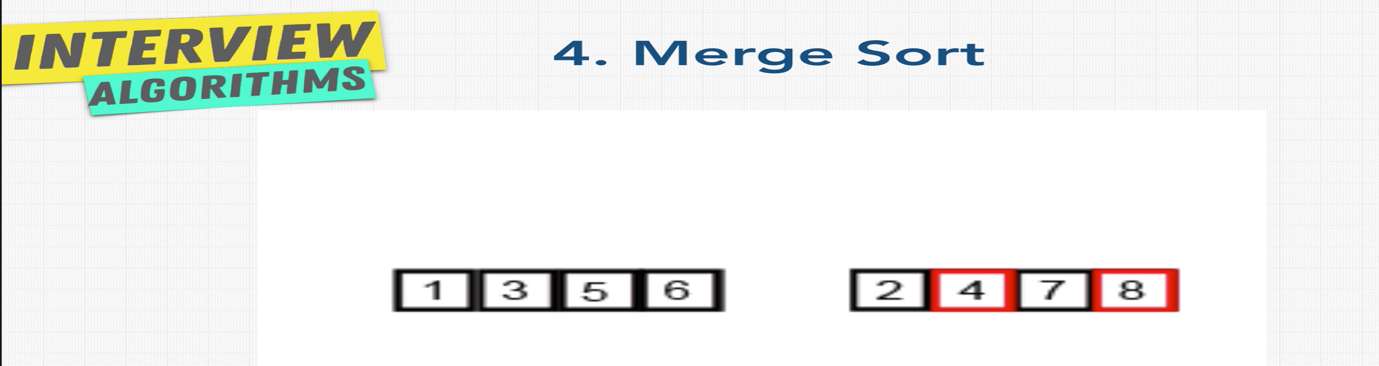 INTERVIEW
ALGORITHMS
4. Merge Sort
1 3 5 6 2 4 7 8